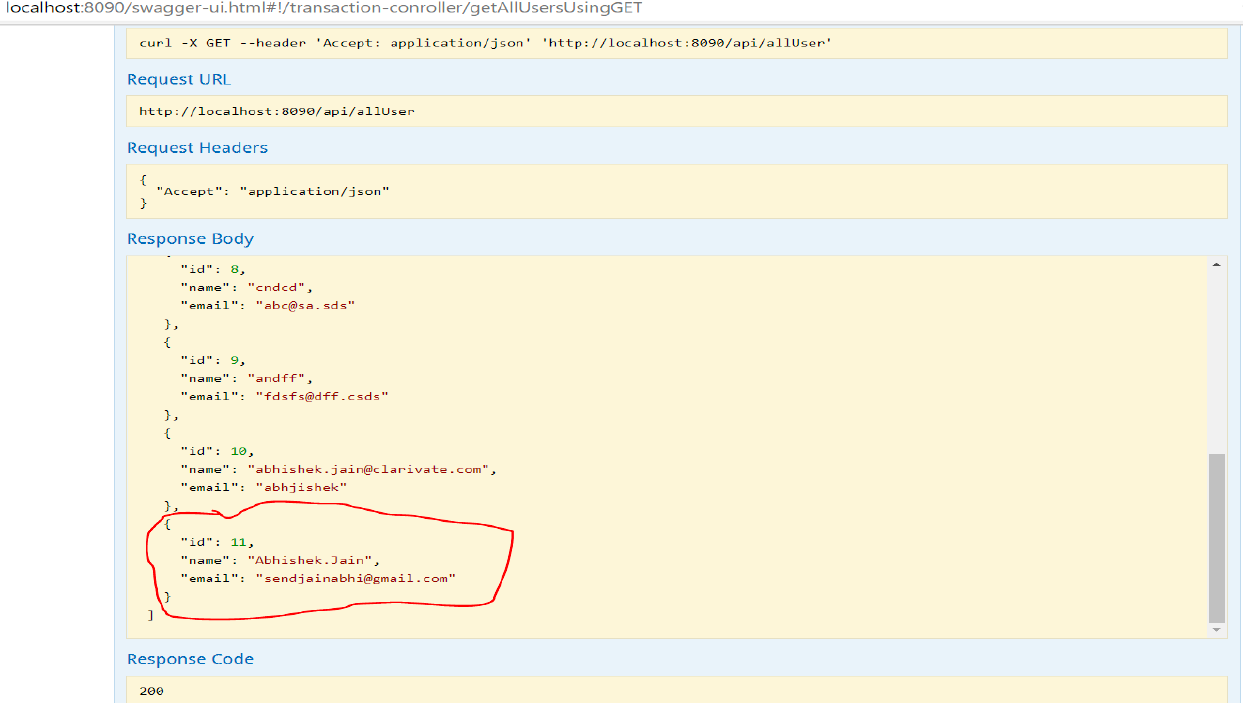 localhost:8090/swagger-ui.html#!/transaction-conroller/getAllUsersUsingGET
curl -X GET --header 'Accept: application/json' 'http://localhost:8090/api/allUser'
Request URL
http://localhost:8090/api/allUser
Request Headers
{
"Accept": "application/json"
}
Response Body
"id": 8,
"name": "cndcd",
"email": "abc@sa.sds"
},
{
"id": 9,
"name": "andff",
"email": "fdsfs@dff.csds"
},
{
"id": 10,
"name": "abhishek.jain@clarivate.com",
"email": "abhjishek"
},
{
"id": 11,
"name": "Abhishek.Jain",
"email": "sendjainabhi@gmail.com"
}
]
Response Code
200